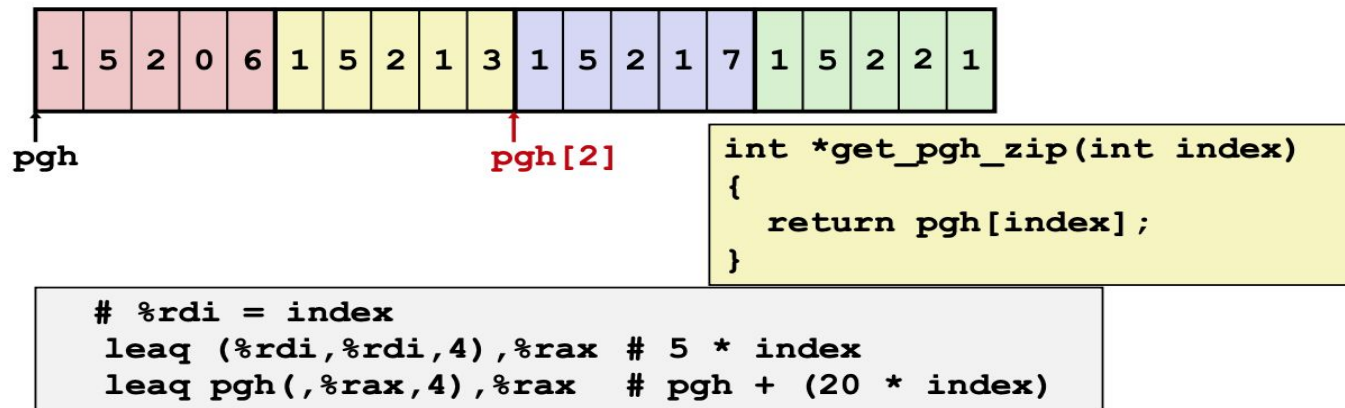 1 5 2 0 6 1 5 2 1 3 1 5 2 1 7 1 5 2 2 1
pgh pgh[2]
int *get_pgh_zip(int index)
{
  return pgh[index];
}
# %rdi = index
leaq (%rdi,%rdi,4),%rax # 5 * index
leaq pgh(,%rax,4),%rax # pgh + (20 * index)